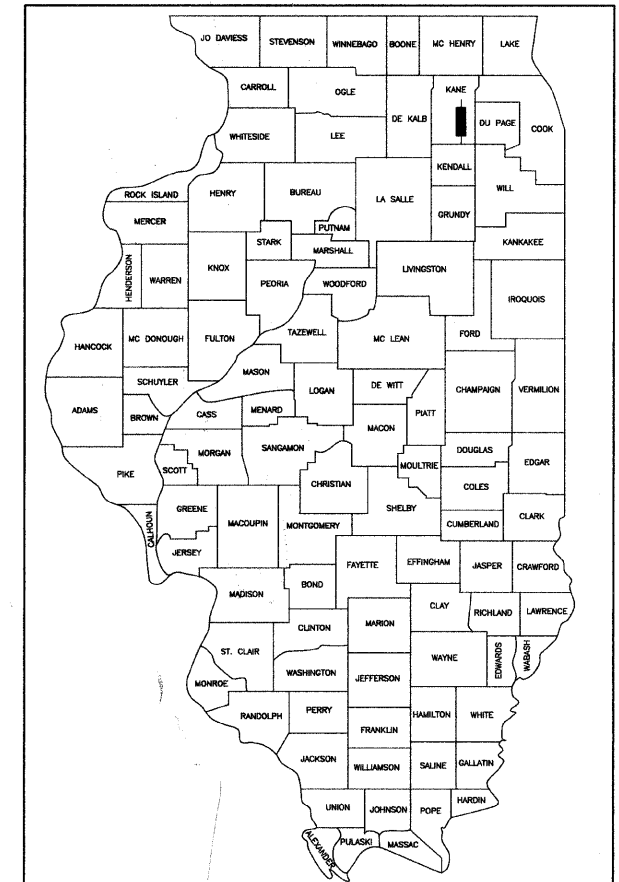 JO DAVIESS
STEVENSON
WINNEBAGO
BOONE
MC HENRY
LAKE
CARROLL
OGLE
DE KALB
KANE
DU PAGE
COOK
WHITESIDE
LEE
KENDALL
WILL
ROCK ISLAND
HENRY
BUREAU
LA SALLE
GRUNDY
MERCER
PUTNAM
STARK
MARSHALL
KANKAKEE
HENDERSON
WARREN
KNOX
PEORIA
WOODFORD
LIVINGSTON
IROQUOIS
HANCOCK
MC DONOUGH
FULTON
TAZEWELL
MC LEAN
FORD
SCHUYLER
MASON
LOGAN
DE WITT
CHAMPAIGN
VERMILION
ADAMS
BROWN
CASS
MENARD
MACON
PIATT
MORGAN
SANGAMON
DOUGLAS
PIKE
SCOTT
CHRISTIAN
MOULTRIE
EDGAR
COLES
CALHOUN
GREENE
MACOUPIN
MONTGOMERY
SHELBY
CUMBERLAND
CLARK
JERSEY
FAYETTE
EFFINGHAM
JASPER
CRAWFORD
MADISON
BOND
CLAY
RICHLAND
LAWRENCE
CLINTON
MARION
ST. CLAIR
WAYNE
EDWARDS
WABASH
WASHINGTON
JEFFERSON
MONROE
RANDOLPH
PERRY
HAMILTON
WHITE
FRANKLIN
JACKSON
WILLIAMSON
SALINE
GALLATIN
UNION
JOHNSON
POPE
HARDIN
ALEXANDER
PULASKI
MASSAC